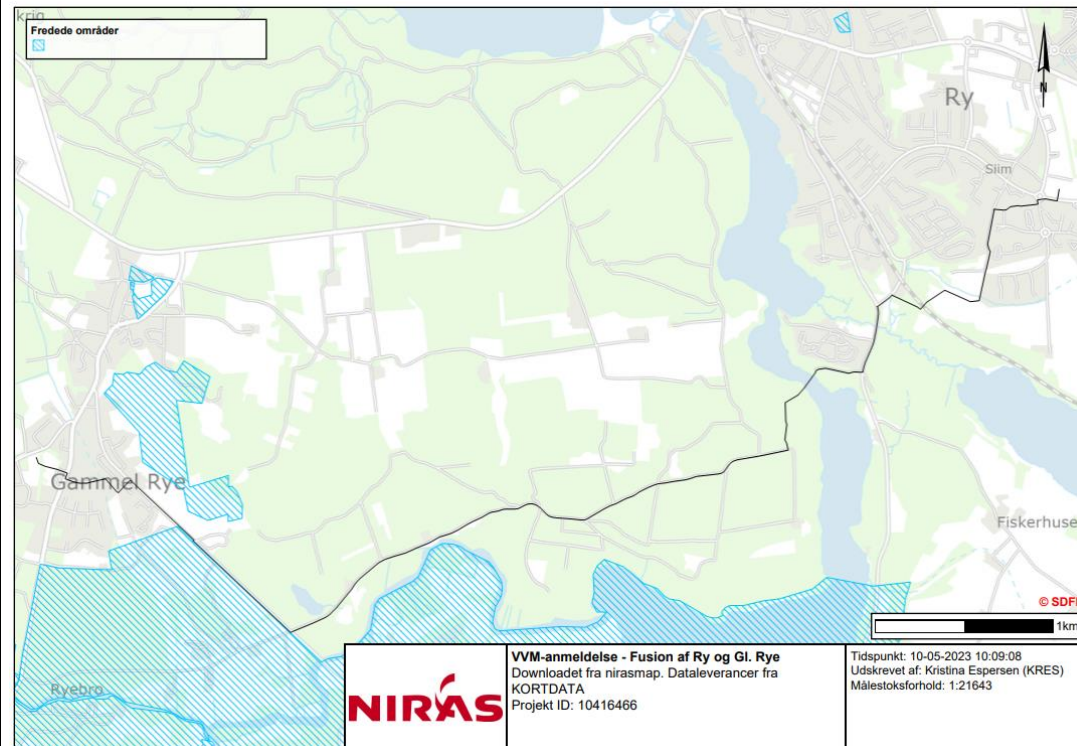 Fredede områder
N
Ry
Slim
Gammel Rye
Fiskerhuse
© SDFI
1km
Ryebro
NIRAS
VVM-anmeldelse - Fusion af Ry og Gl. Rye
Downloadet fra nirasmap. Dataleverancer fra
KORTDATA
Projekt ID: 10416466
Tidspunkt: 10-05-2023 10:09:08
Udskrevet af: Kristina Espersen (KRES)
Målestoksforhold: 1:21643